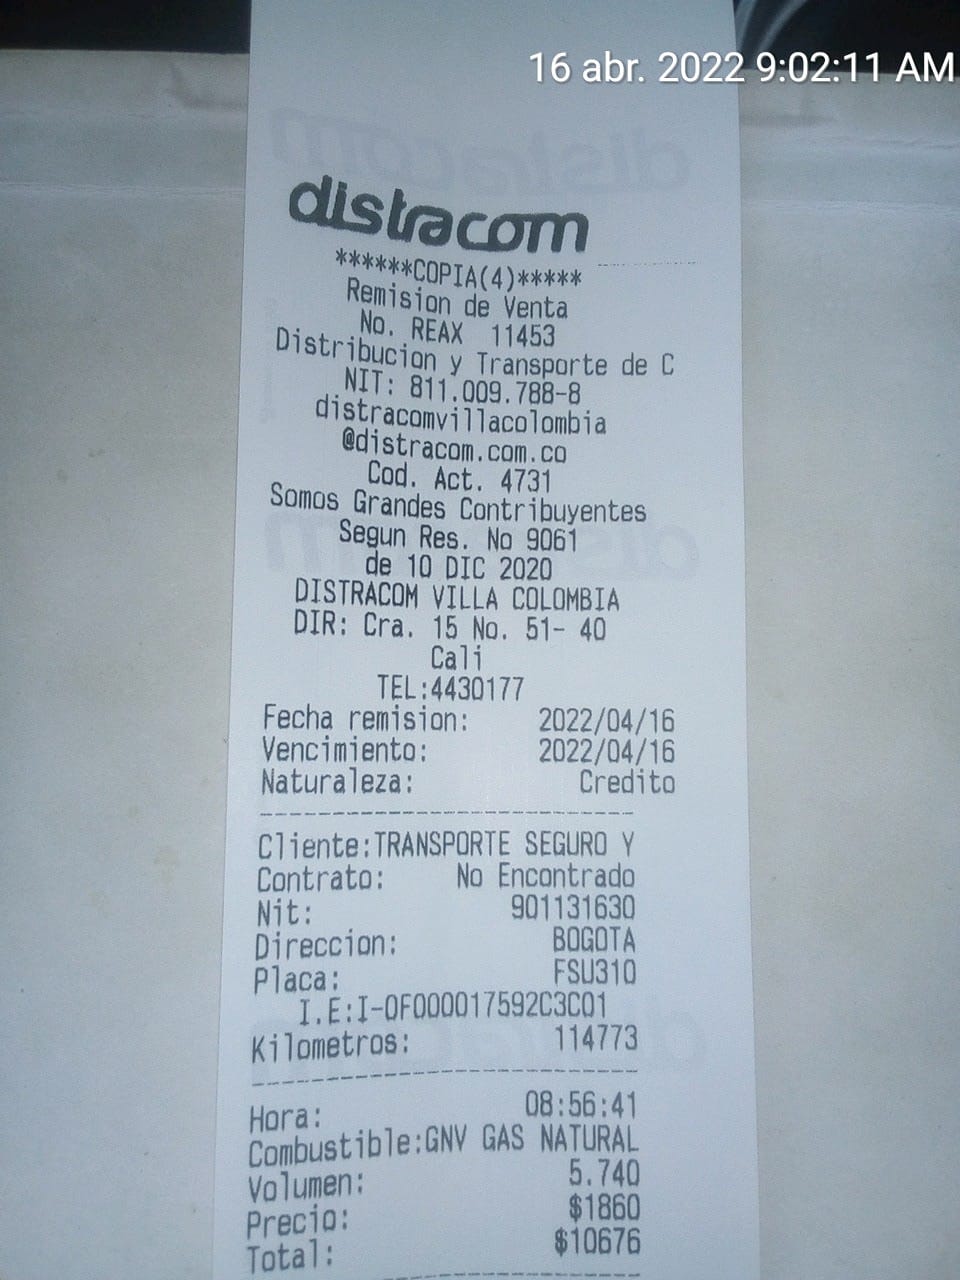 16 abr. 2022 9:02:11 AM
distracom
******COPIA(4)*****
Remision de Venta
No. REAX 11453
Distribucion y Transporte de C
NIT: 811.009.788-8
distracomvillacolombia
@distracom.com.co
Cod. Act. 4731
Somos Grandes Contribuyentes
Segun Res. No 9061
de 10 DIC 2020
DISTRACOM VILLA COLOMBIA
DIR: Cra. 15 No. 51- 40
Cali
TEL:4430177
Fecha remision: 2022/04/16
Vencimiento: 2022/04/16
Naturaleza: Credito
Cliente:TRANSPORTE SEGURO Y
Contrato: No Encontrado
Nit: 901131630
Direccion: BOGOTA
Placa: FSU310
I.E:I-0F000017592C3C01
Kilometros: 114773
Hora: 08:56:41
Combustible:GNV GAS NATURAL
Volumen: 5.740
Precio: $1860
Total: $10676